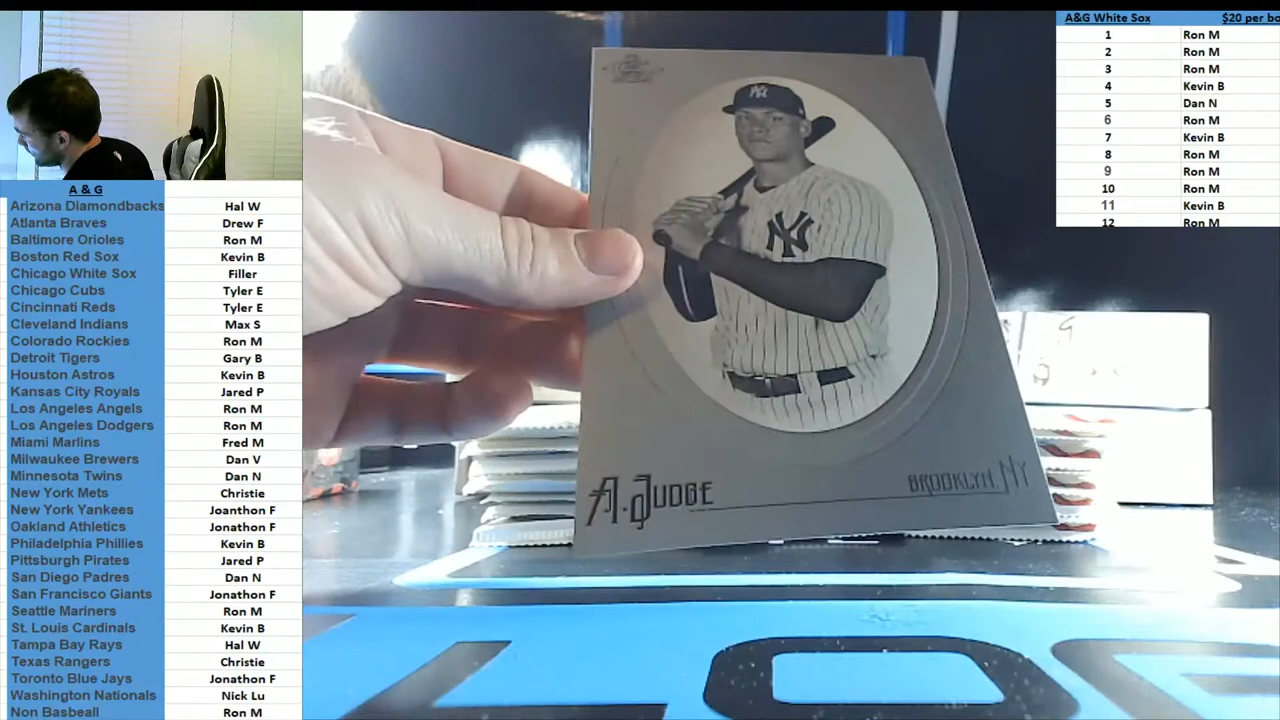 A & G
Arizona Diamondbacks Hal W
Atlanta Braves Drew F
Baltimore Orioles Ron M
Boston Red Sox Kevin B
Chicago White Sox Filler
Chicago Cubs Tyler E
Cincinnati Reds Tyler E
Cleveland Indians Max S
Colorado Rockies Ron M
Detroit Tigers Gary B
Houston Astros Kevin B
Kansas City Royals Jared P
Los Angeles Angels Ron M
Los Angeles Dodgers Ron M
Miami Marlins Fred M
Milwaukee Brewers Dan V
Minnesota Twins Dan N
New York Mets Christie
New York Yankees Joanthon F
Oakland Athletics Jonathon F
Philadelphia Phillies Kevin B
Pittsburgh Pirates Jared P
San Diego Padres Dan N
San Francisco Giants Jonathon F
Seattle Mariners Ron M
St. Louis Cardinals Kevin B
Tampa Bay Rays Hal W
Texas Rangers Christie
Toronto Blue Jays Jonathon F
Washington Nationals Nick Lu
Non Basbeall Ron M
NY
NY
A. JUDGE
BROOKLYN, NY
A&G White Sox $20 per bo
1 Ron M
2 Ron M
3 Ron M
4 Kevin B
5 Dan N
6 Ron M
7 Kevin B
8 Ron M
9 Ron M
10 Ron M
11 Kevin B
12 Ron M